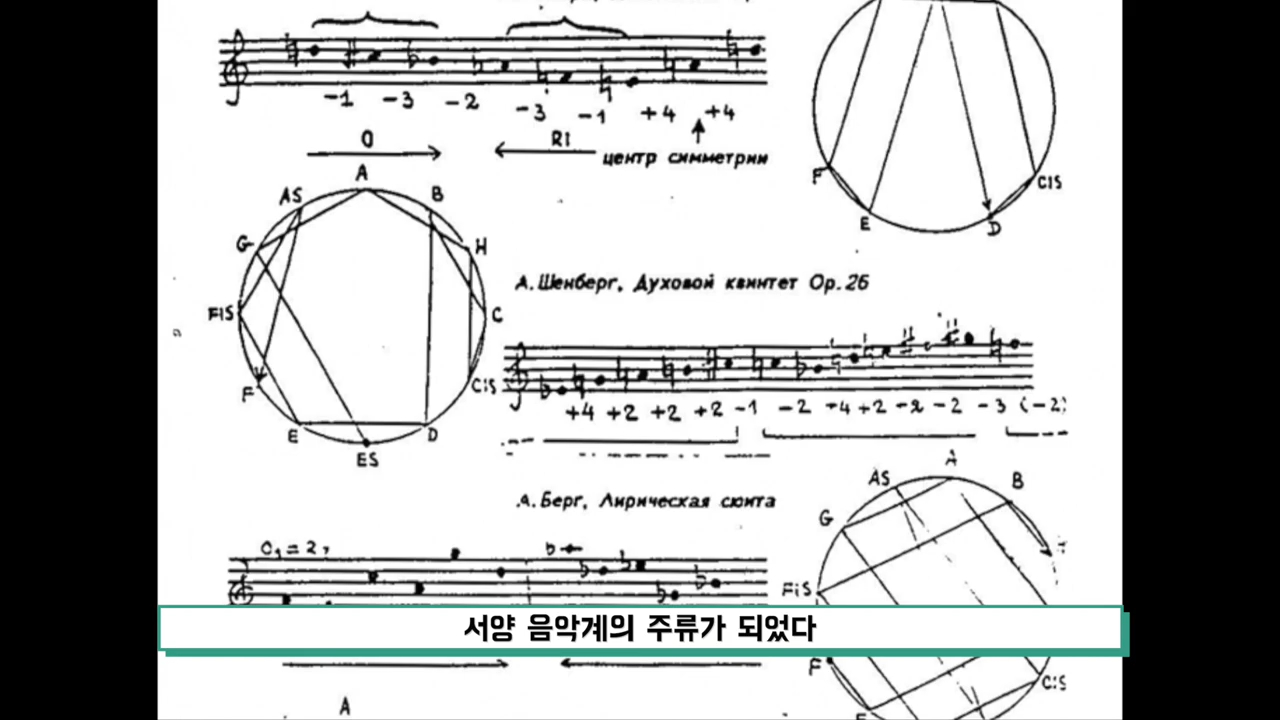 -1 -3 -2 -3 -1 +4 +4
O RI
центр симметрии
F E D CIS
A
AS B
G H
FIS C
F CIS
E D
ES
А. Шенберг, Духовой квинтет Op. 26
+4 +2 +2 +2 -1 -2 +4 +2 -2 -2 -3 (-2)
А. Берг, Лирическая сюита
A
AS B
G
FIS
F CIS
E
서양 음악계의 주류가 되었다
A